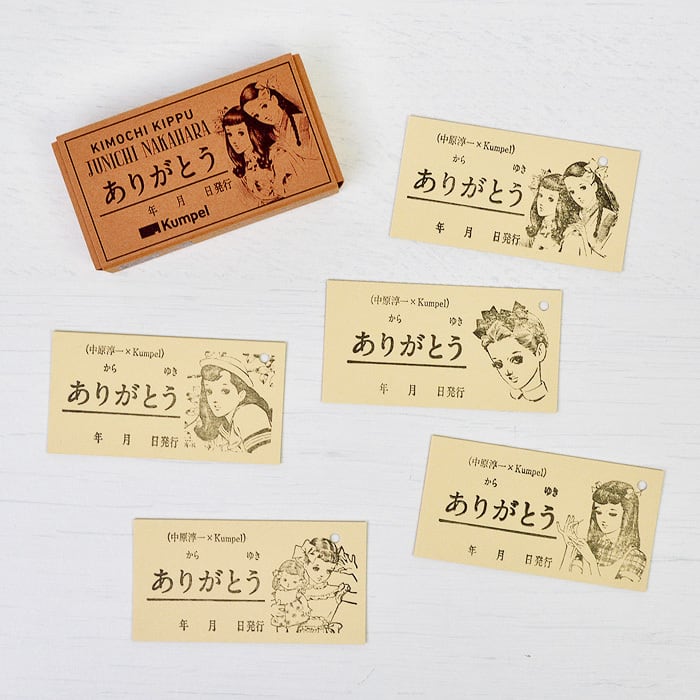 KIMOCHI KIPPU
JUNICHI NAKAHARA
ありがとう
年 月 日発行
Kumpel
(中原淳一×Kumpel)
から ゆき
ありがとう
年 月 日発行
(中原淳一×Kumpel)
から ゆき
ありがとう
年 月 日発行
(中原淳一×Kumpel)
から ゆき
ありがとう
年 月 日発行
(中原淳一×Kumpel)
から ゆき
ありがとう
年 月 日発行
(中原淳一×Kumpel)
から ゆき
ありがとう
年 月 日発行